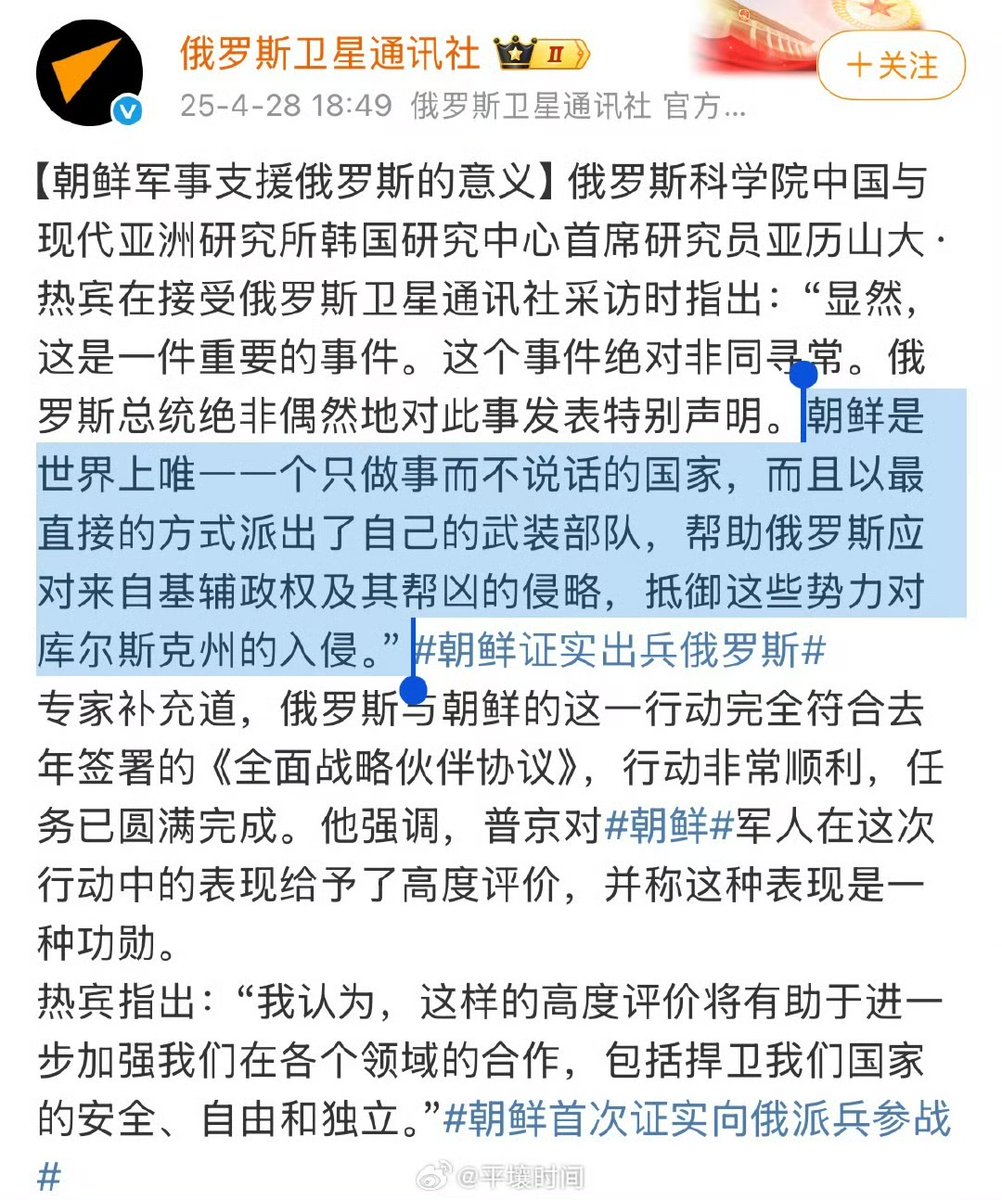 俄罗斯卫星通讯社 II
+关注
25-4-28 18:49 俄罗斯卫星通讯社 官方...
【朝鲜军事支援俄罗斯的意义】俄罗斯科学院中国与
现代亚洲研究所韩国研究中心首席研究员亚历山大·
热宾在接受俄罗斯卫星通讯社采访时指出：“显然，
这是一件重要的事件。这个事件绝对非同寻常。俄
罗斯总统绝非偶然地对此事发表特别声明。朝鲜是
世界上唯一一个只做事而不说话的国家，而且以最
直接的方式派出了自己的武装部队，帮助俄罗斯应
对来自基辅政权及其帮凶的侵略，抵御这些势力对
库尔斯克州的入侵。”#朝鲜证实出兵俄罗斯#
专家补充道，俄罗斯与朝鲜的这一行动完全符合去
年签署的《全面战略伙伴协议》，行动非常顺利，任
务已圆满完成。他强调，普京对#朝鲜#军人在这次
行动中的表现给予了高度评价，并称这种表现是一
种功勋。
热宾指出：“我认为，这样的高度评价将有助于进一
步加强我们在各个领域的合作，包括捍卫我们国家
的安全、自由和独立。”#朝鲜首次证实向俄派兵参战
#
@平壤时间